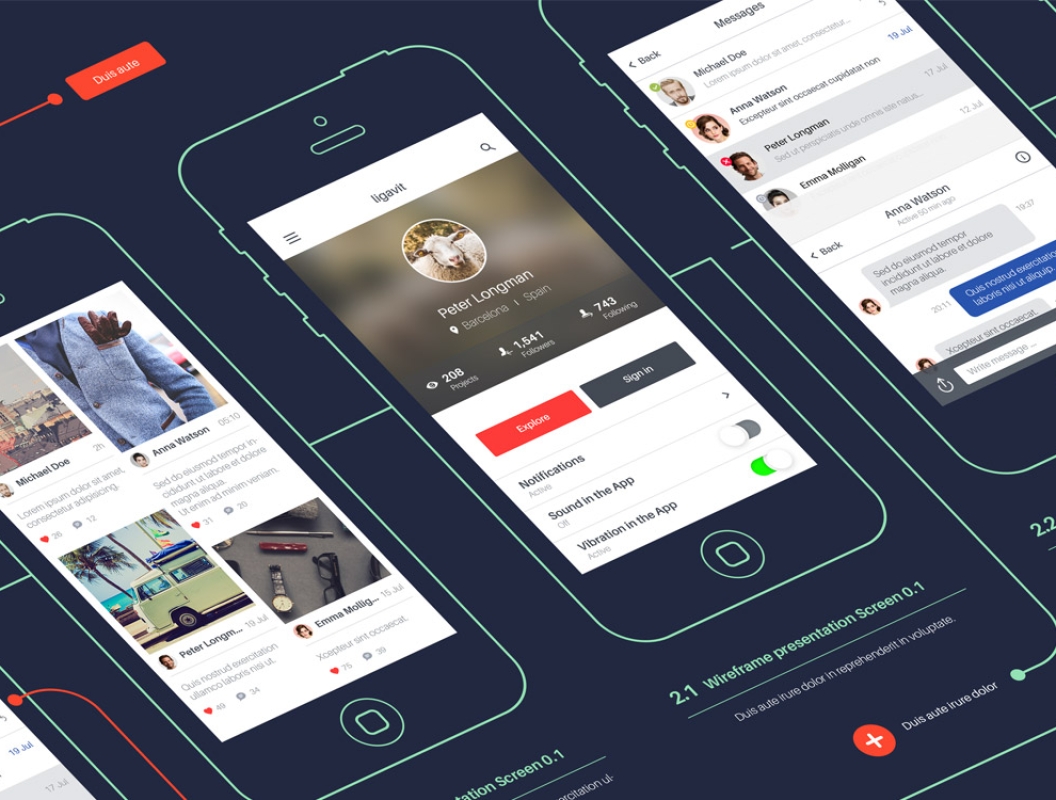 Duis aute
ligavit
Peter Longman
Barcelona | Spain
208
Projects
1,541
Followers
743
Following
Explore
Sign in
Notifications
Active
Sound in the App
Off
Vibration in the App
Active
Messages
Back
Michael Doe
19 Jul
Lorem ipsum dolor sit amet, consectetur...
Anna Watson
17 Jul
Excepteur sint occaecat cupidatat non
Peter Longman
12 Jul
Sed ut perspiciatis unde omnis iste natus...
Emma Molligan
Back
Anna Watson
Active 50 min ago
Sed do eiusmod tempor
incididunt ut labore et dolore
magna aliqua.
19:37
20:11
Quis nostrud exercitation
laboris nisi ut aliquip
Xcepteur sint occaecat.
Write message ...
Michael Doe
2h
Lorem ipsum dolor sit amet,
consectetur adipisicing.
26
12
Anna Watson
05:10
Sed do eiusmod tempor in-
cididunt ut labore et dolore
magna aliqua.
Ut enim ad minim veniam.
31
20
Peter Longm...
19 Jul
Quis nostrud exercitation
ullamco laboris nisi ut.
49
34
Emma Mollig...
15 Jul
Xcepteur sint occaecat.
75
39
2.1 Wireframe presentation Screen 0.1
Duis aute irure dolor in reprehenderit in voluptate.
Duis aute irure dolor
2.2
19 Jul
17 Jul
tation Screen 0.1
ercitation ul-